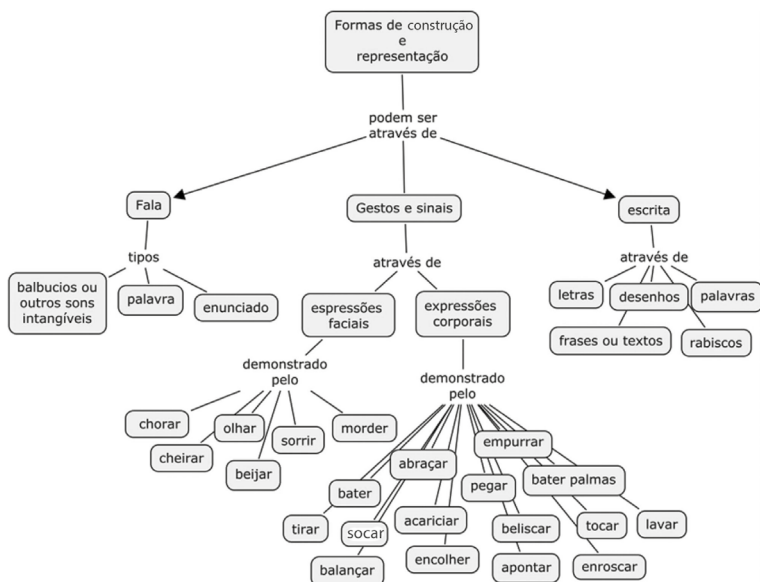 Formas de construção
e
representação
podem ser
através de
Fala
Gestos e sinais
escrita
tipos
através de
através de
balbucios ou
outros sons
intangíveis
palavra
enunciado
espressões
faciais
expressões
corporais
letras
desenhos
palavras
frases ou textos
rabiscos
demonstrado
pelo
demonstrado
pelo
chorar
olhar
sorrir
morder
cheirar
beijar
empurrar
abraçar
bater
pegar
bater palmas
tirar
socar
acariciar
beliscar
tocar
lavar
balançar
encolher
apontar
enroscar